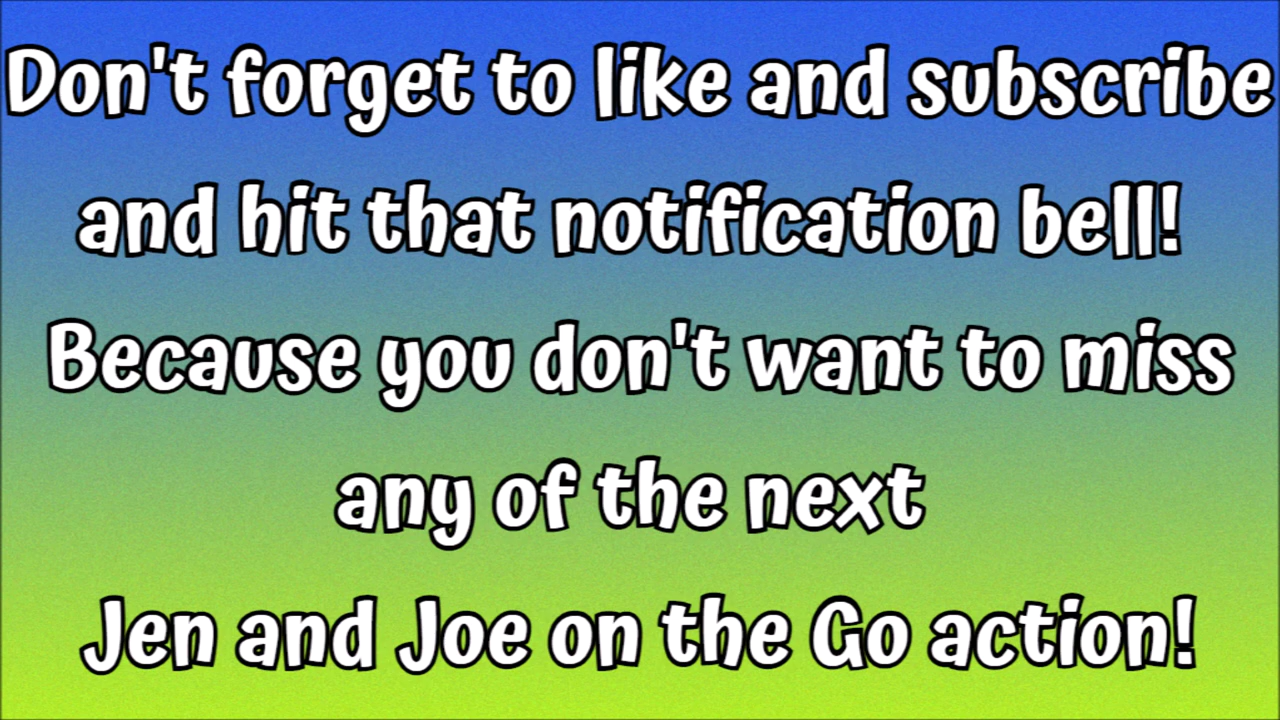 Don't forget to like and subscribe
and hit that notification bell!
Because you don't want to miss
any of the next
Jen and Joe on the Go action!